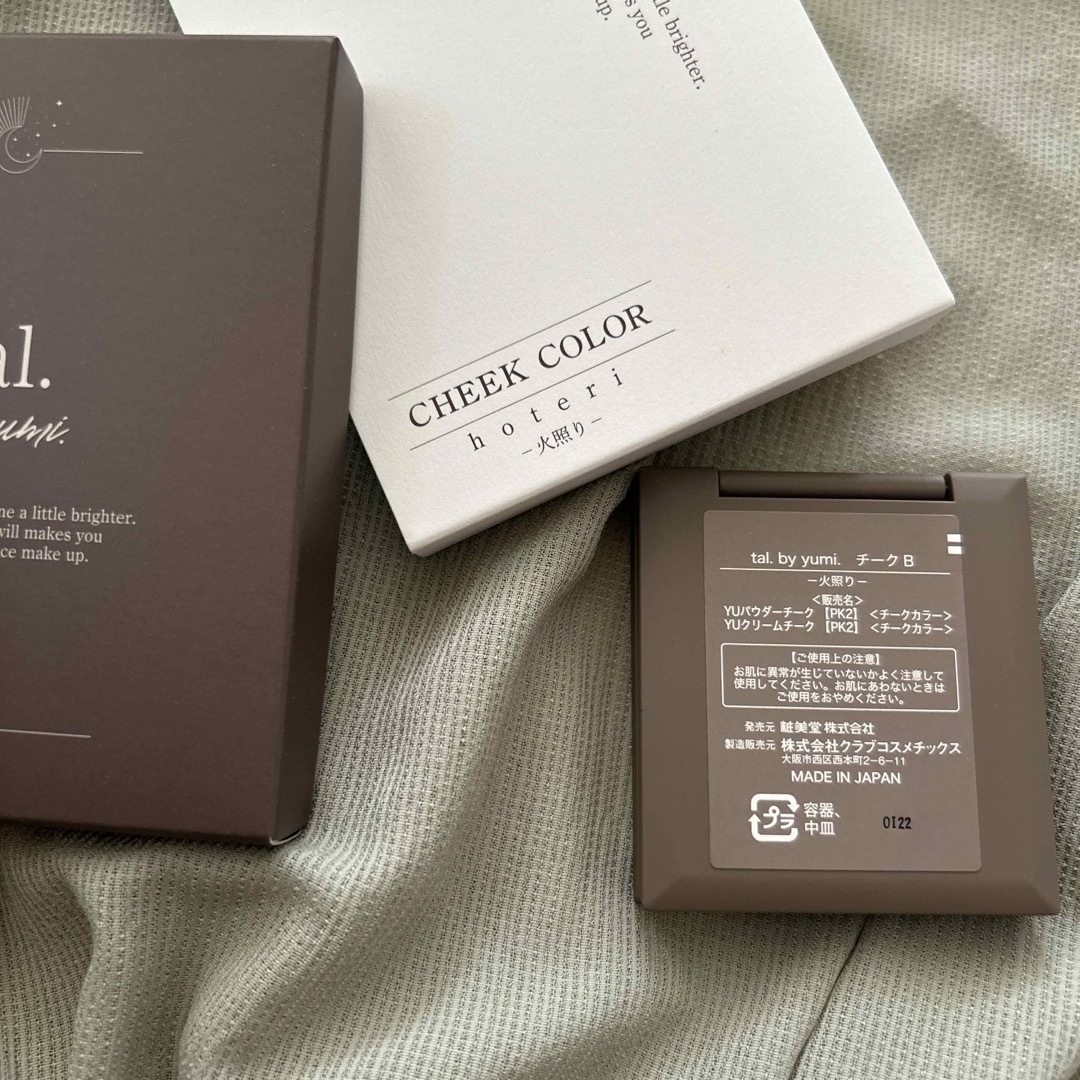 al.
umi.
ne a little brighter.
will makes you
ce make up.
tle brighter.
s you
up.
CHEEK COLOR
hoteri
－火照り－
tal. by yumi. チークB
－火照り－
＜販売名＞
YUパウダーチーク 【PK2】 ＜チークカラー＞
YUクリームチーク 【PK2】 ＜チークカラー＞
【ご使用上の注意】
お肌に異常が生じていないかよく注意して
使用してください。お肌にあわないときは
ご使用をおやめください。
発売元 粧美堂株式会社
製造販売元 株式会社クラブコスメチックス
大阪市西区西本町2-6-11
MADE IN JAPAN
プラ 容器、
中皿
0122